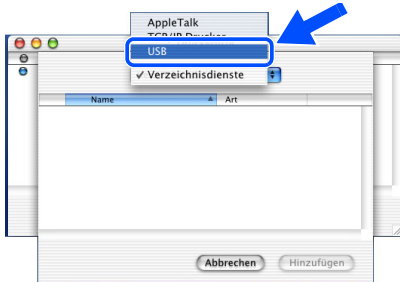 AppleTalk
TCP/IP Drucker
USB
✓ Verzeichnisdienste
Name Art
Abbrechen Hinzufügen